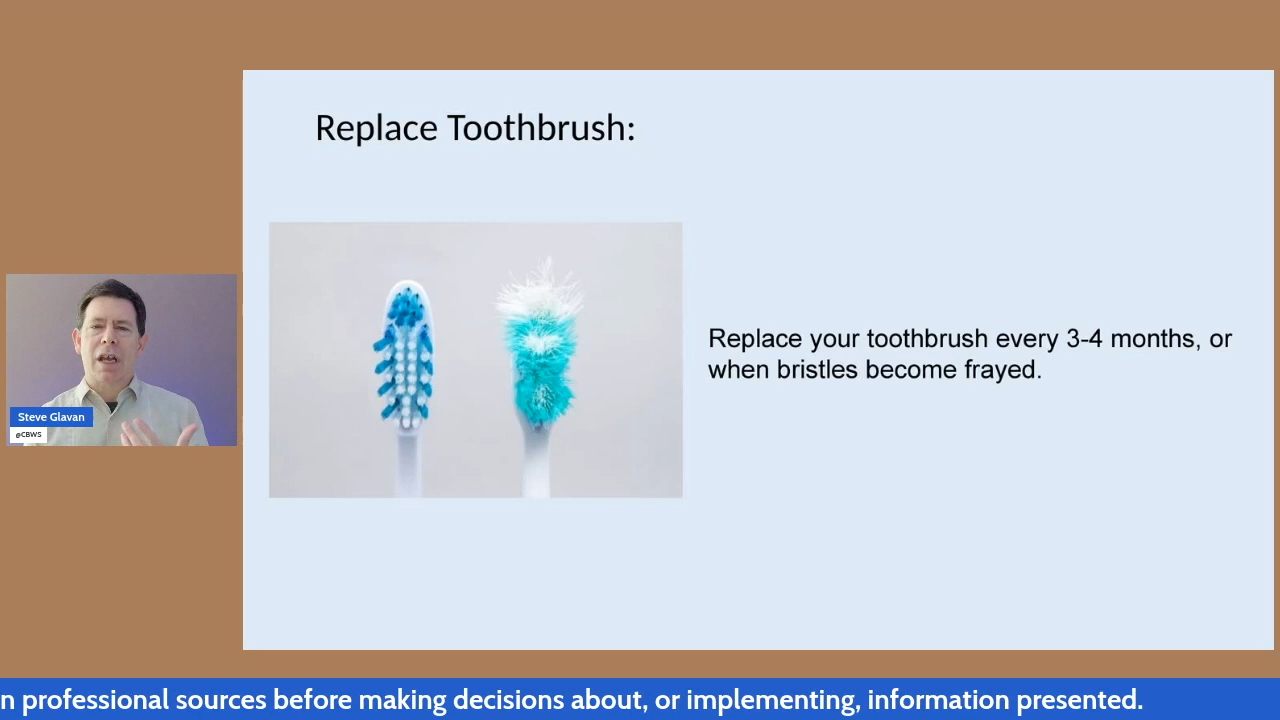 Replace Toothbrush:
Replace your toothbrush every 3-4 months, or
when bristles become frayed.
Steve Glavan
@CBWS
n professional sources before making decisions about, or implementing, information presented.